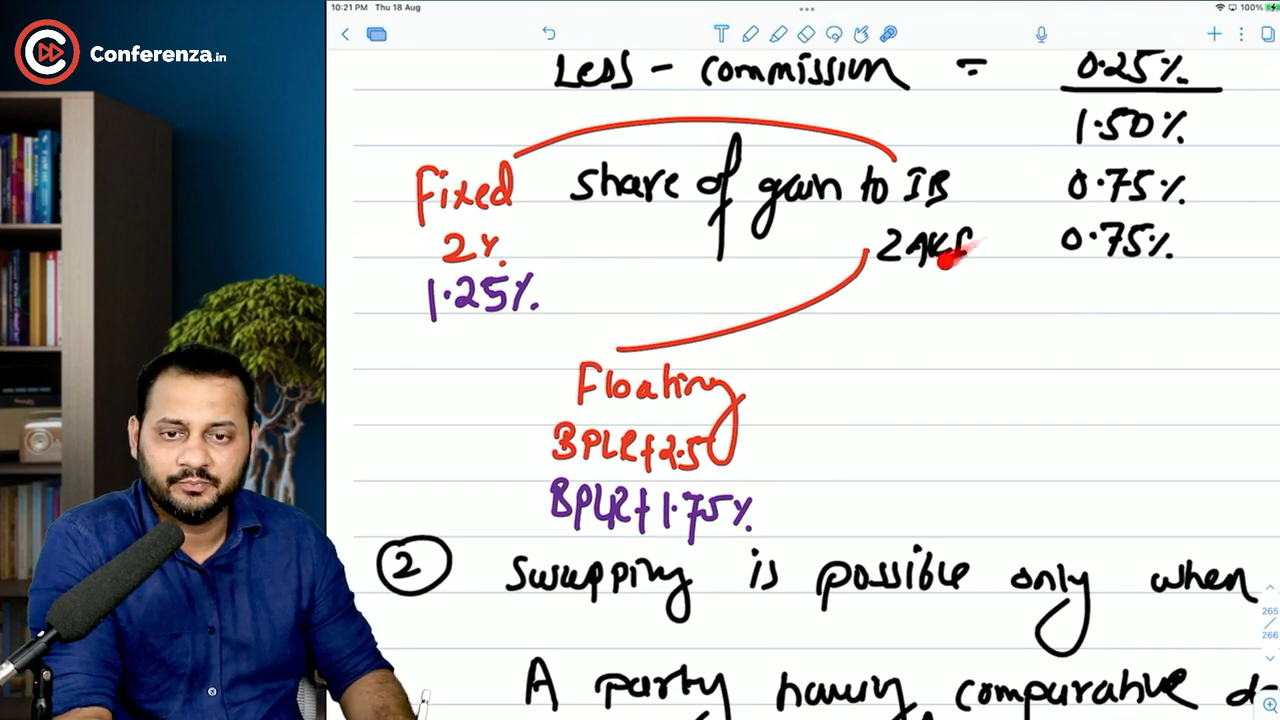 10:21 PM Thu 18 Aug
100%
Conferenza.in
Less - commission = 0.25%
1.50%
Fixed share of gain to IB 0.75%
2% 0.75%
1.25%
Floating
BPLR+2.50
BPLR+1.75%
2 Swapping is possible only when
265
266
A party having comparative